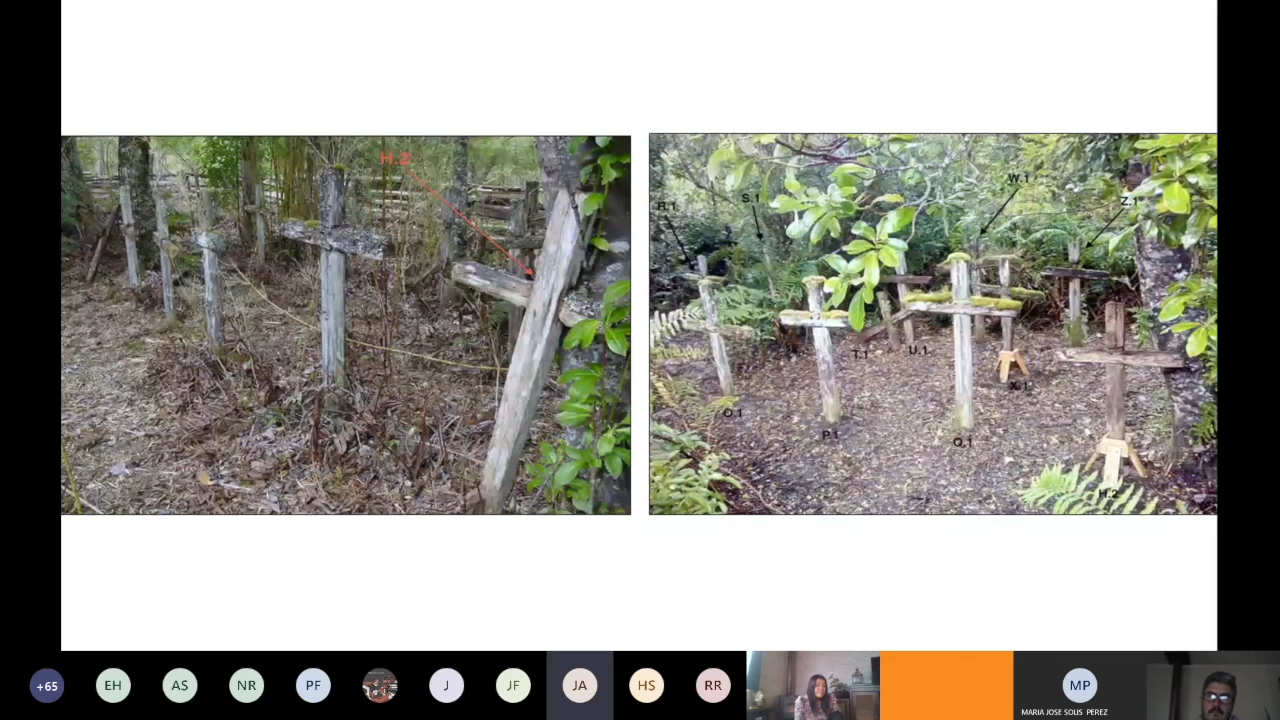 H.2
W.1
S.1
R.1
Z.1
T.1
U.1
X.1
O.1
P.1
Q.1
H.2
+65
EH
AS
NR
PF
J
JF
JA
HS
RR
MP
MARIA JOSE SOLIS PEREZ